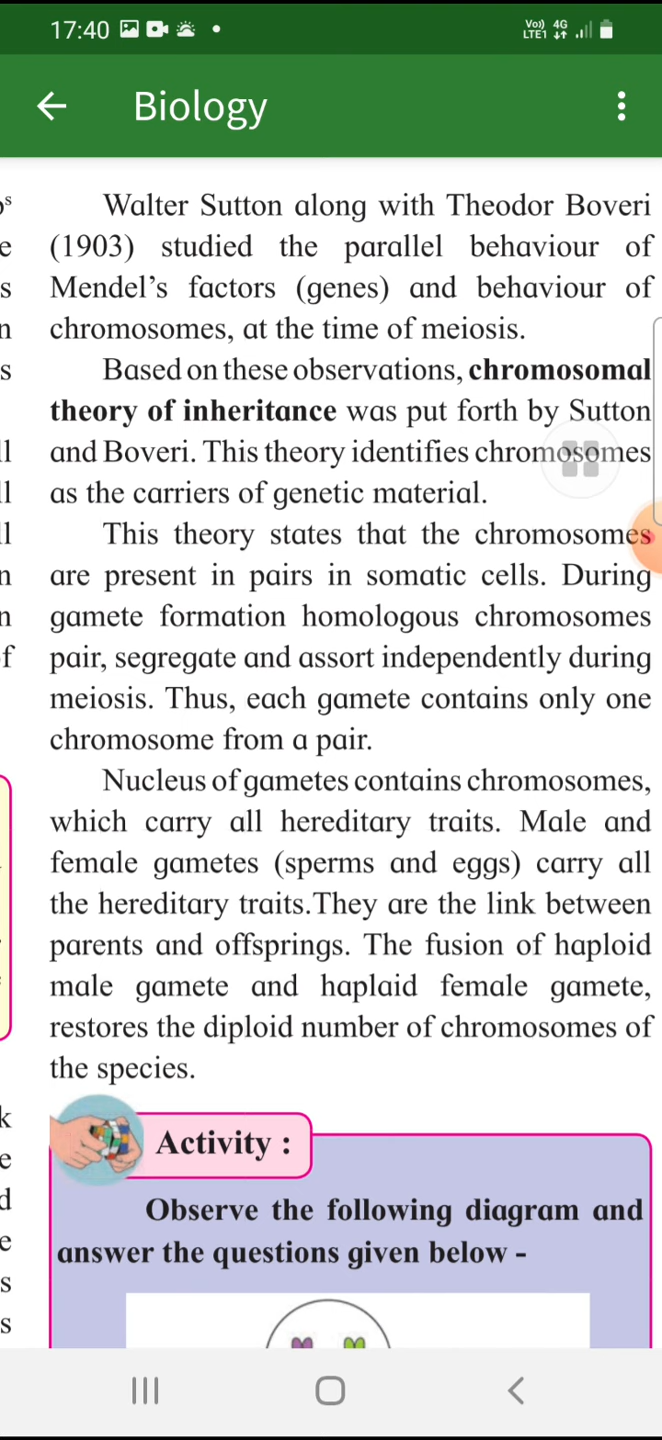 17:40
Vo)) 4G
LTE1
Biology
s
Walter Sutton along with Theodor Boveri
e
(1903) studied the parallel behaviour of
s
Mendel's factors (genes) and behaviour of
n
chromosomes, at the time of meiosis.
s
Based on these observations, chromosomal
theory of inheritance was put forth by Sutton
ll
and Boveri. This theory identifies chromosomes
ll
as the carriers of genetic material.
ll
This theory states that the chromosomes
n
are present in pairs in somatic cells. During
n
gamete formation homologous chromosomes
f
pair, segregate and assort independently during
meiosis. Thus, each gamete contains only one
chromosome from a pair.
Nucleus of gametes contains chromosomes,
which carry all hereditary traits. Male and
female gametes (sperms and eggs) carry all
the hereditary traits.They are the link between
parents and offsprings. The fusion of haploid
male gamete and haplaid female gamete,
restores the diploid number of chromosomes of
the species.
k
Activity :
e
d
Observe the following diagram and
e
answer the questions given below -
s
s